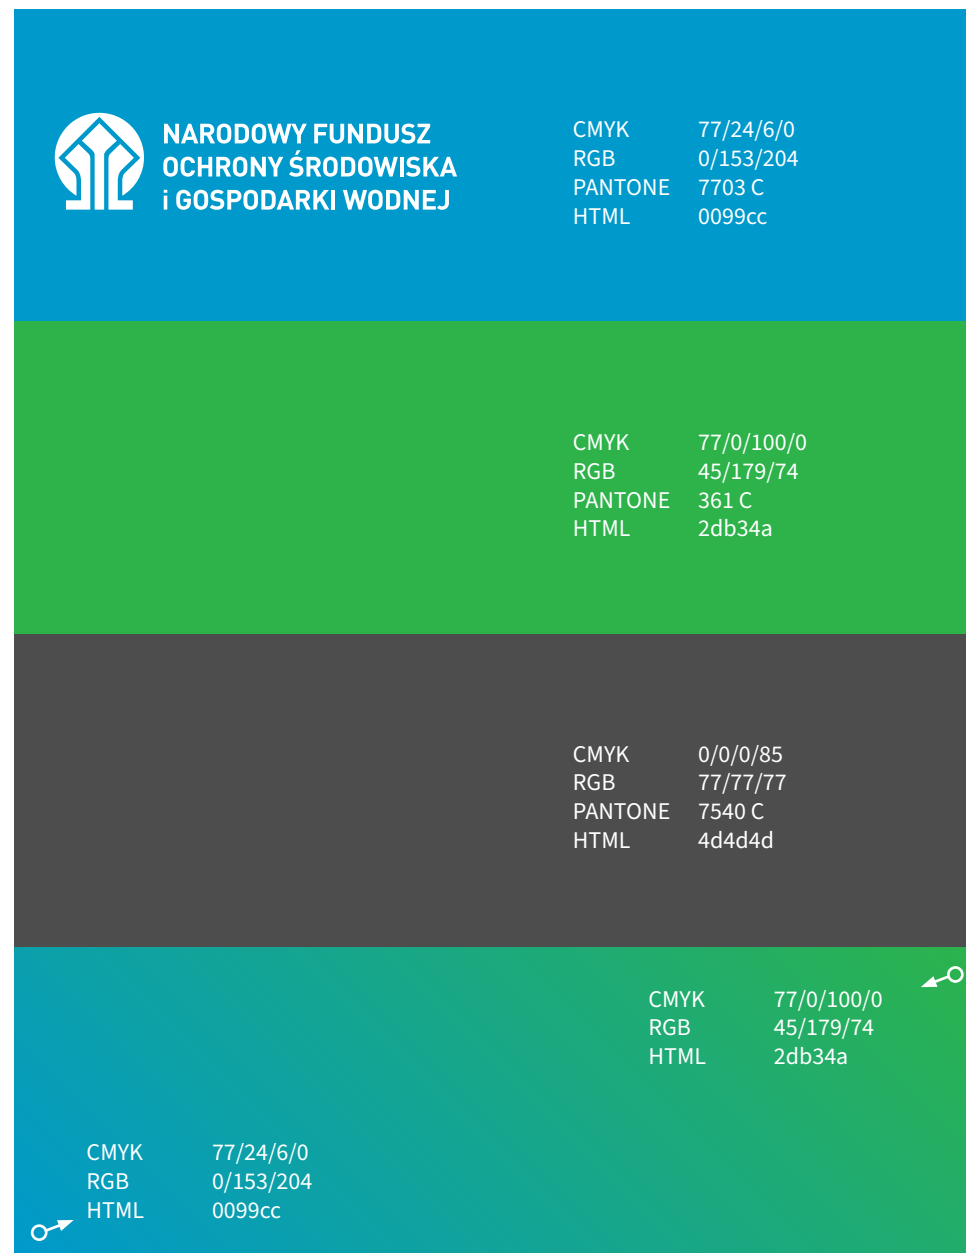 NARODOWY FUNDUSZ
OCHRONY ŚRODOWISKA
i GOSPODARKI WODNEJ
CMYK 77/24/6/0
RGB 0/153/204
PANTONE 7703 C
HTML 0099cc
CMYK 77/0/100/0
RGB 45/179/74
PANTONE 361 C
HTML 2db34a
CMYK 0/0/0/85
RGB 77/77/77
PANTONE 7540 C
HTML 4d4d4d
CMYK 77/0/100/0
RGB 45/179/74
HTML 2db34a
CMYK 77/24/6/0
RGB 0/153/204
HTML 0099cc